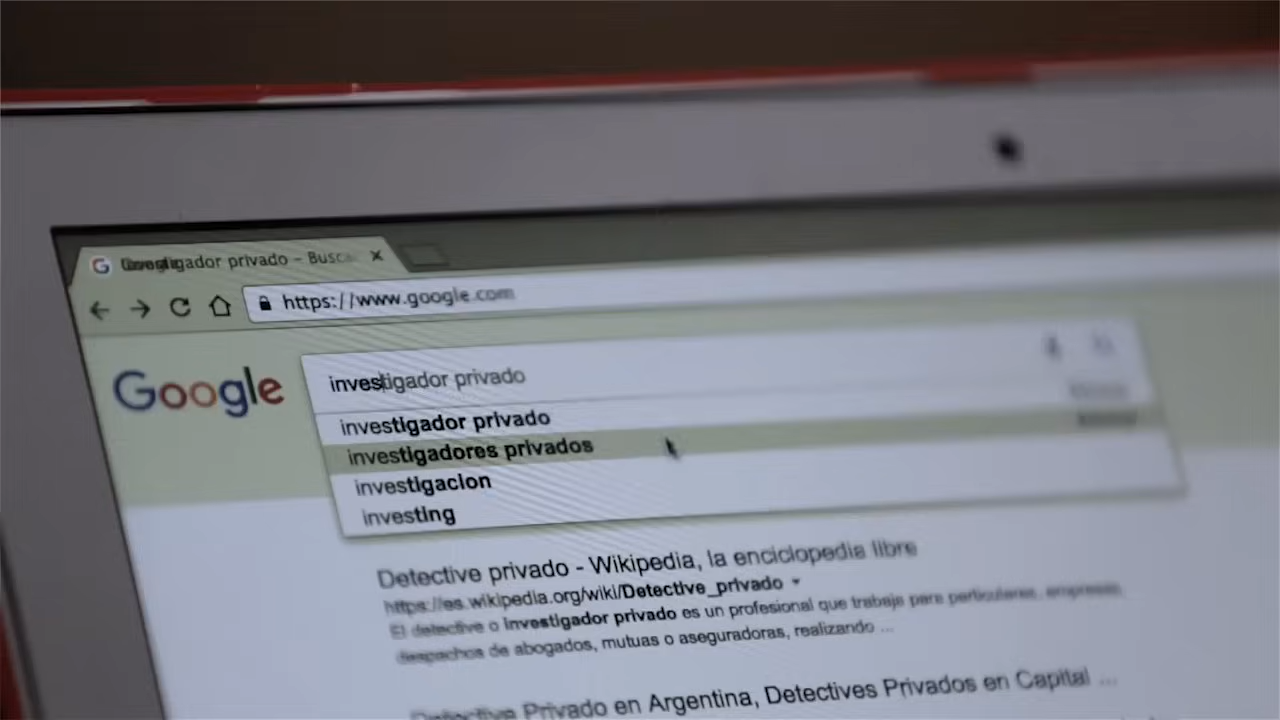 investigador privado – Busca
https://www.google.com
Google
investigador privado
investigador privado
investigadores privados
investigacion
investing
Detective privado - Wikipedia, la enciclopedia libre
https://es.wikipedia.org/wiki/Detective_privado
El detective o investigador privado es un profesional que trabaja para particulares, empresas,
despachos de abogados, mutuas o aseguradoras, realizando ...
Detective Privado en Argentina, Detectives Privados en Capital ...